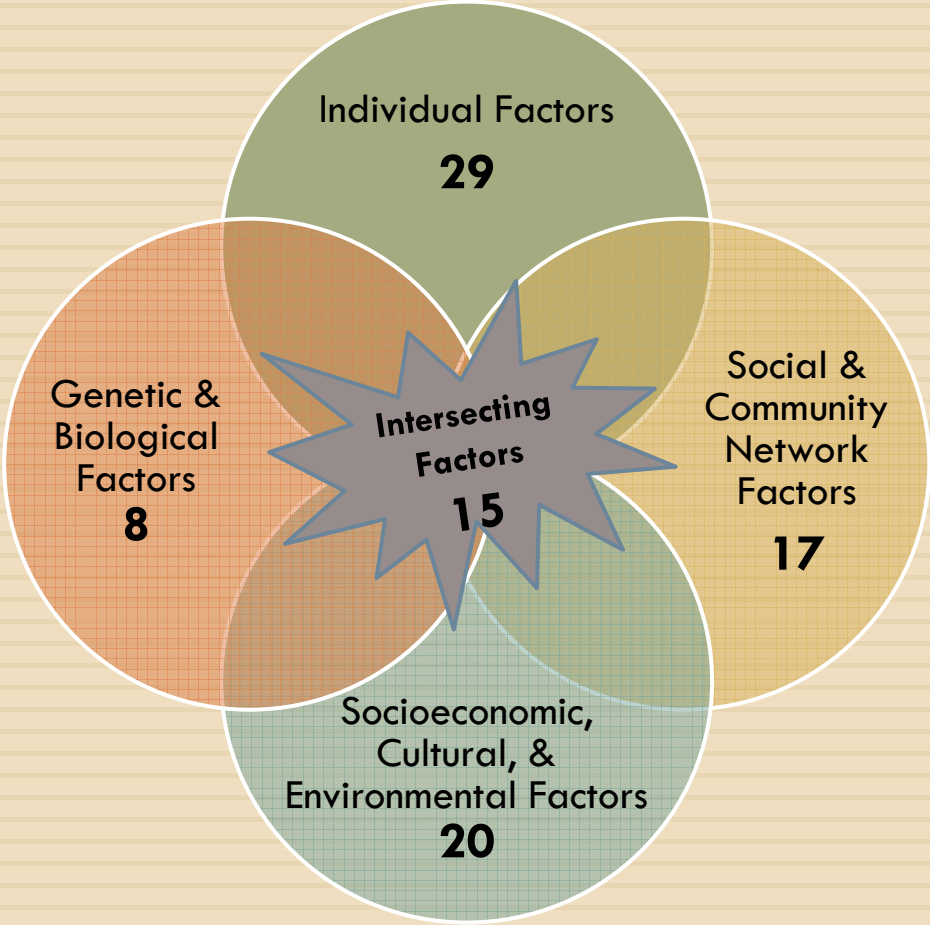 Individual Factors
29
Genetic &
Biological
Factors
8
Intersecting
Factors
15
Social &
Community
Network
Factors
17
Socioeconomic,
Cultural, &
Environmental Factors
20